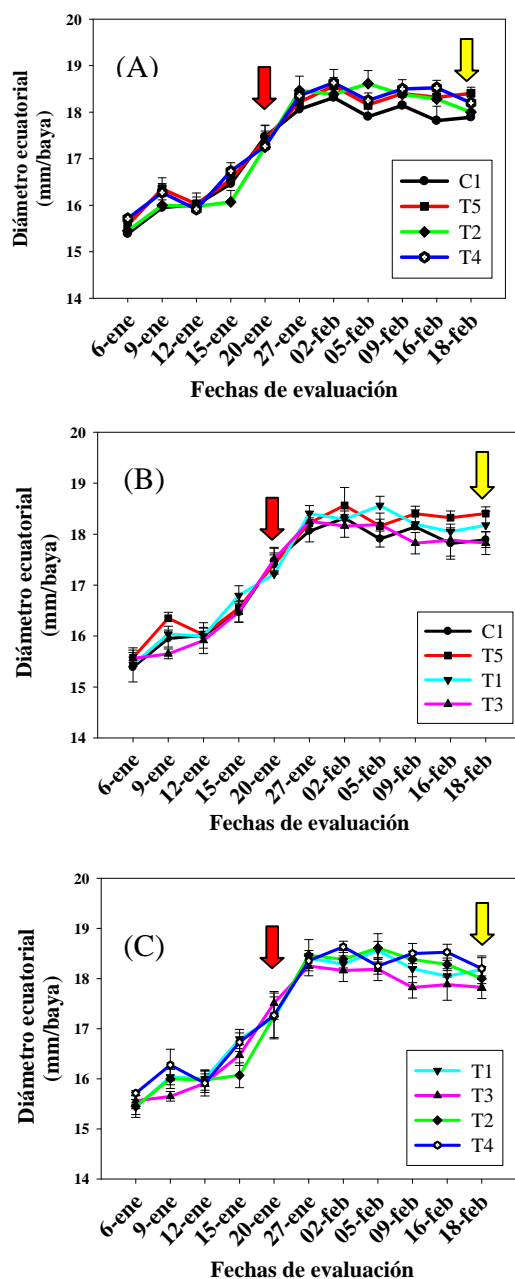 (A)
20
19
18
17
16
15
14
Diámetro ecuatorial
(mm/baya)
C1
T5
T2
T4
6-ene
9-ene
12-ene
15-ene
20-ene
27-ene
02-feb
05-feb
09-feb
16-feb
18-feb
Fechas de evaluación
(B)
20
19
18
17
16
15
14
Diámetro ecuatorial
(mm/baya)
C1
T5
T1
T3
6-ene
9-ene
12-ene
15-ene
20-ene
27-ene
02-feb
05-feb
09-feb
16-feb
18-feb
Fechas de evaluación
(C)
20
19
18
17
16
15
14
Diámetro ecuatorial
(mm/baya)
T1
T3
T2
T4
6-ene
9-ene
12-ene
15-ene
20-ene
27-ene
02-feb
05-feb
09-feb
16-feb
18-feb
Fechas de evaluación